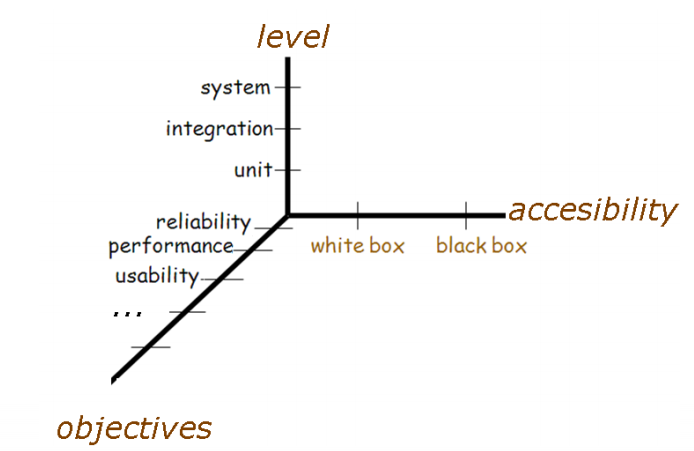 level
system
integration
unit
accesibility
reliability
performance
white box
black box
usability
...
objectives